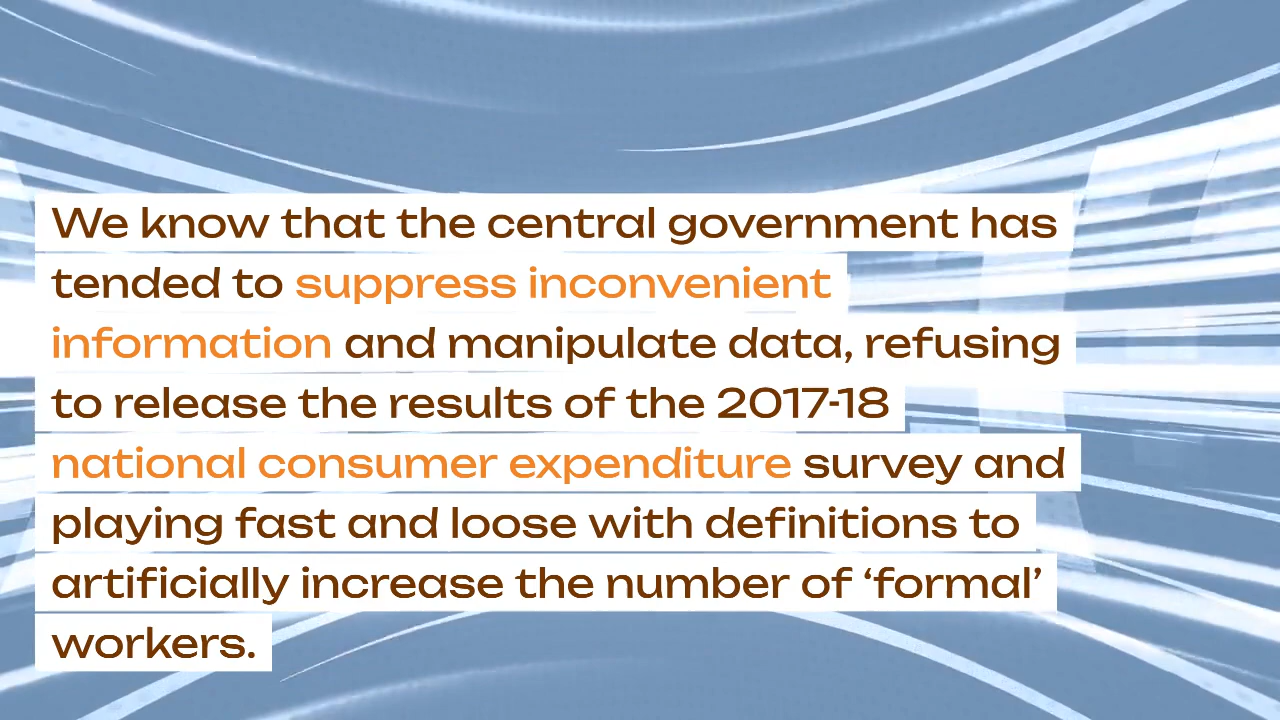 We know that the central government has
tended to suppress inconvenient
information and manipulate data, refusing
to release the results of the 2017-18
national consumer expenditure survey and
playing fast and loose with definitions to
artificially increase the number of ‘formal’
workers.